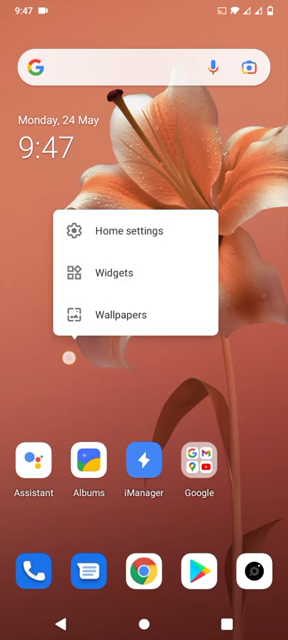 9:47
Monday, 24 May
9:47
Home settings
Widgets
Wallpapers
Assistant
Albums
iManager
Google